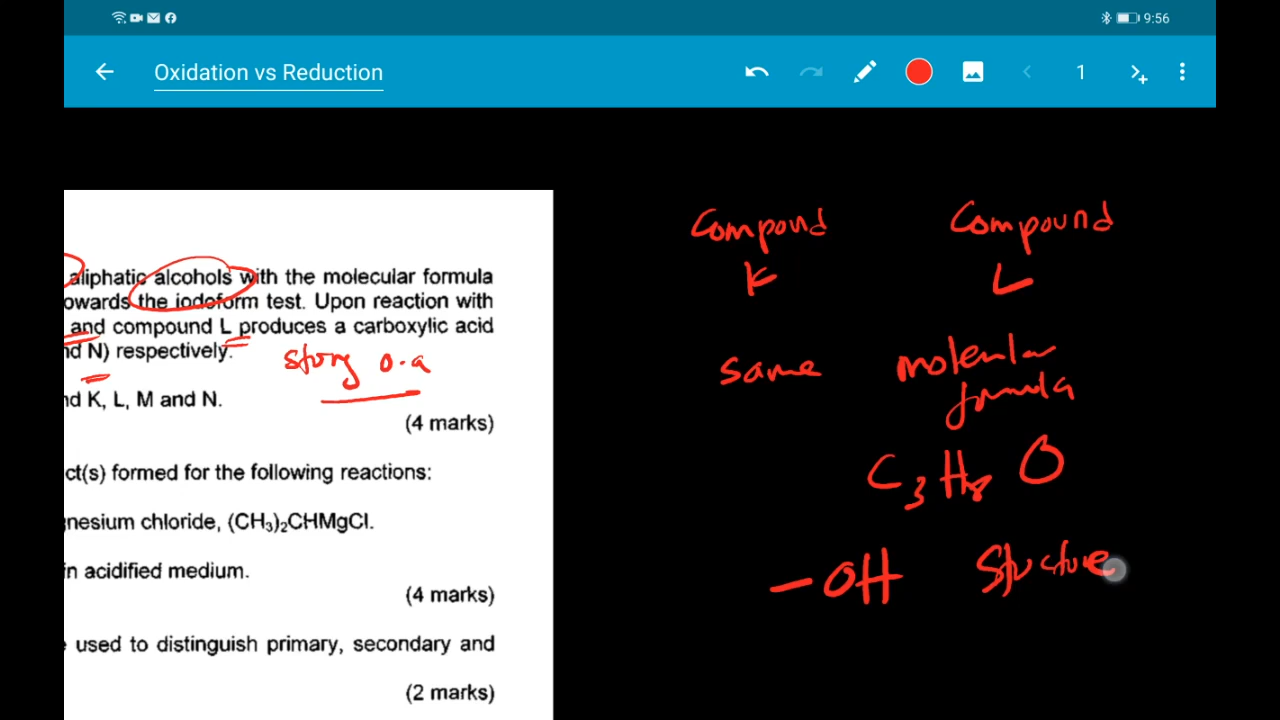 9:56
Oxidation vs Reduction
1
aliphatic alcohols with the molecular formula
owards the iodoform test. Upon reaction with
and compound L produces a carboxylic acid
nd N) respectively.
strong o.a
nd K, L, M and N.
(4 marks)
ct(s) formed for the following reactions:
nesium chloride, (CH₃)₂CHMgCl.
in acidified medium.
(4 marks)
used to distinguish primary, secondary and
(2 marks)
Compound Compound
K L
same molecular
formula
C₃H₈O
-OH Structure